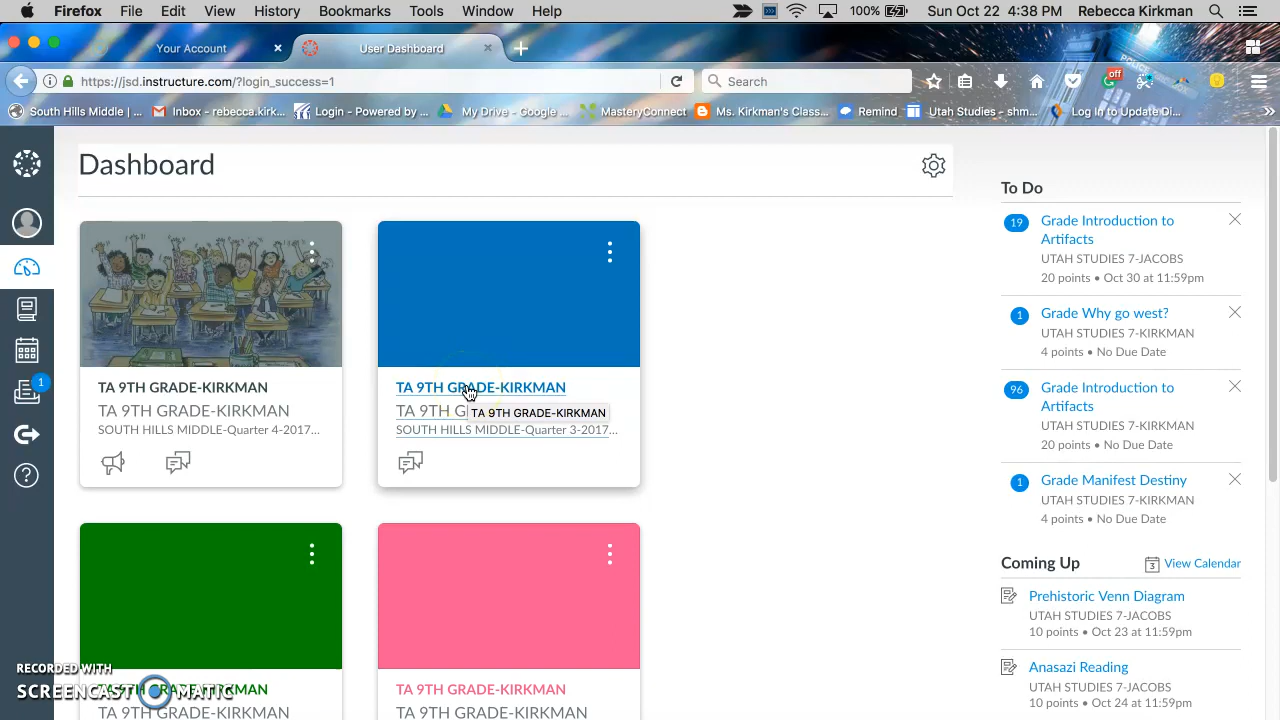 Firefox File Edit View History Bookmarks Tools Window Help 100% Sun Oct 22 4:38 PM Rebecca Kirkman
Your Account
User Dashboard
https://jsd.instructure.com/?login_success=1
Search
off
South Hills Middle | ...
Inbox - rebecca.kirk...
Login - Powered by ...
My Drive - Google ...
MasteryConnect
Ms. Kirkman's Class...
Remind
Utah Studies - shm...
Log In to Update Di...
Dashboard
1
TA 9TH GRADE-KIRKMAN
TA 9TH GRADE-KIRKMAN
SOUTH HILLS MIDDLE-Quarter 4-2017...
TA 9TH GRADE-KIRKMAN
TA 9TH G
TA 9TH GRADE-KIRKMAN
SOUTH HILLS MIDDLE-Quarter 3-2017...
TA 9TH GRADE-KIRKMAN
TA 9TH GRADE-KIRKMAN
TA 9TH GRADE-KIRKMAN
TA 9TH GRADE-KIRKMAN
To Do
19
Grade Introduction to
Artifacts
UTAH STUDIES 7-JACOBS
20 points • Oct 30 at 11:59pm
1
Grade Why go west?
UTAH STUDIES 7-KIRKMAN
4 points • No Due Date
96
Grade Introduction to
Artifacts
UTAH STUDIES 7-KIRKMAN
20 points • No Due Date
1
Grade Manifest Destiny
UTAH STUDIES 7-KIRKMAN
4 points • No Due Date
Coming Up
3
View Calendar
Prehistoric Venn Diagram
UTAH STUDIES 7-JACOBS
10 points • Oct 23 at 11:59pm
Anasazi Reading
UTAH STUDIES 7-JACOBS
10 points • Oct 24 at 11:59pm
RECORDED WITH
SCREENCAST MATIC